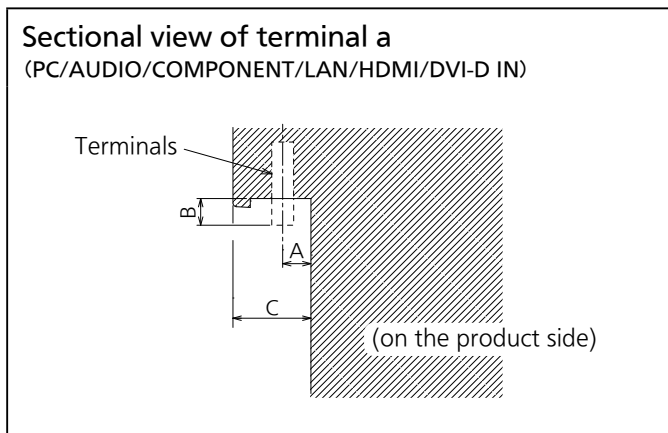 Sectional view of terminal a
(PC/AUDIO/COMPONENT/LAN/HDMI/DVI-D IN)
Terminals
B
A
C
(on the product side)